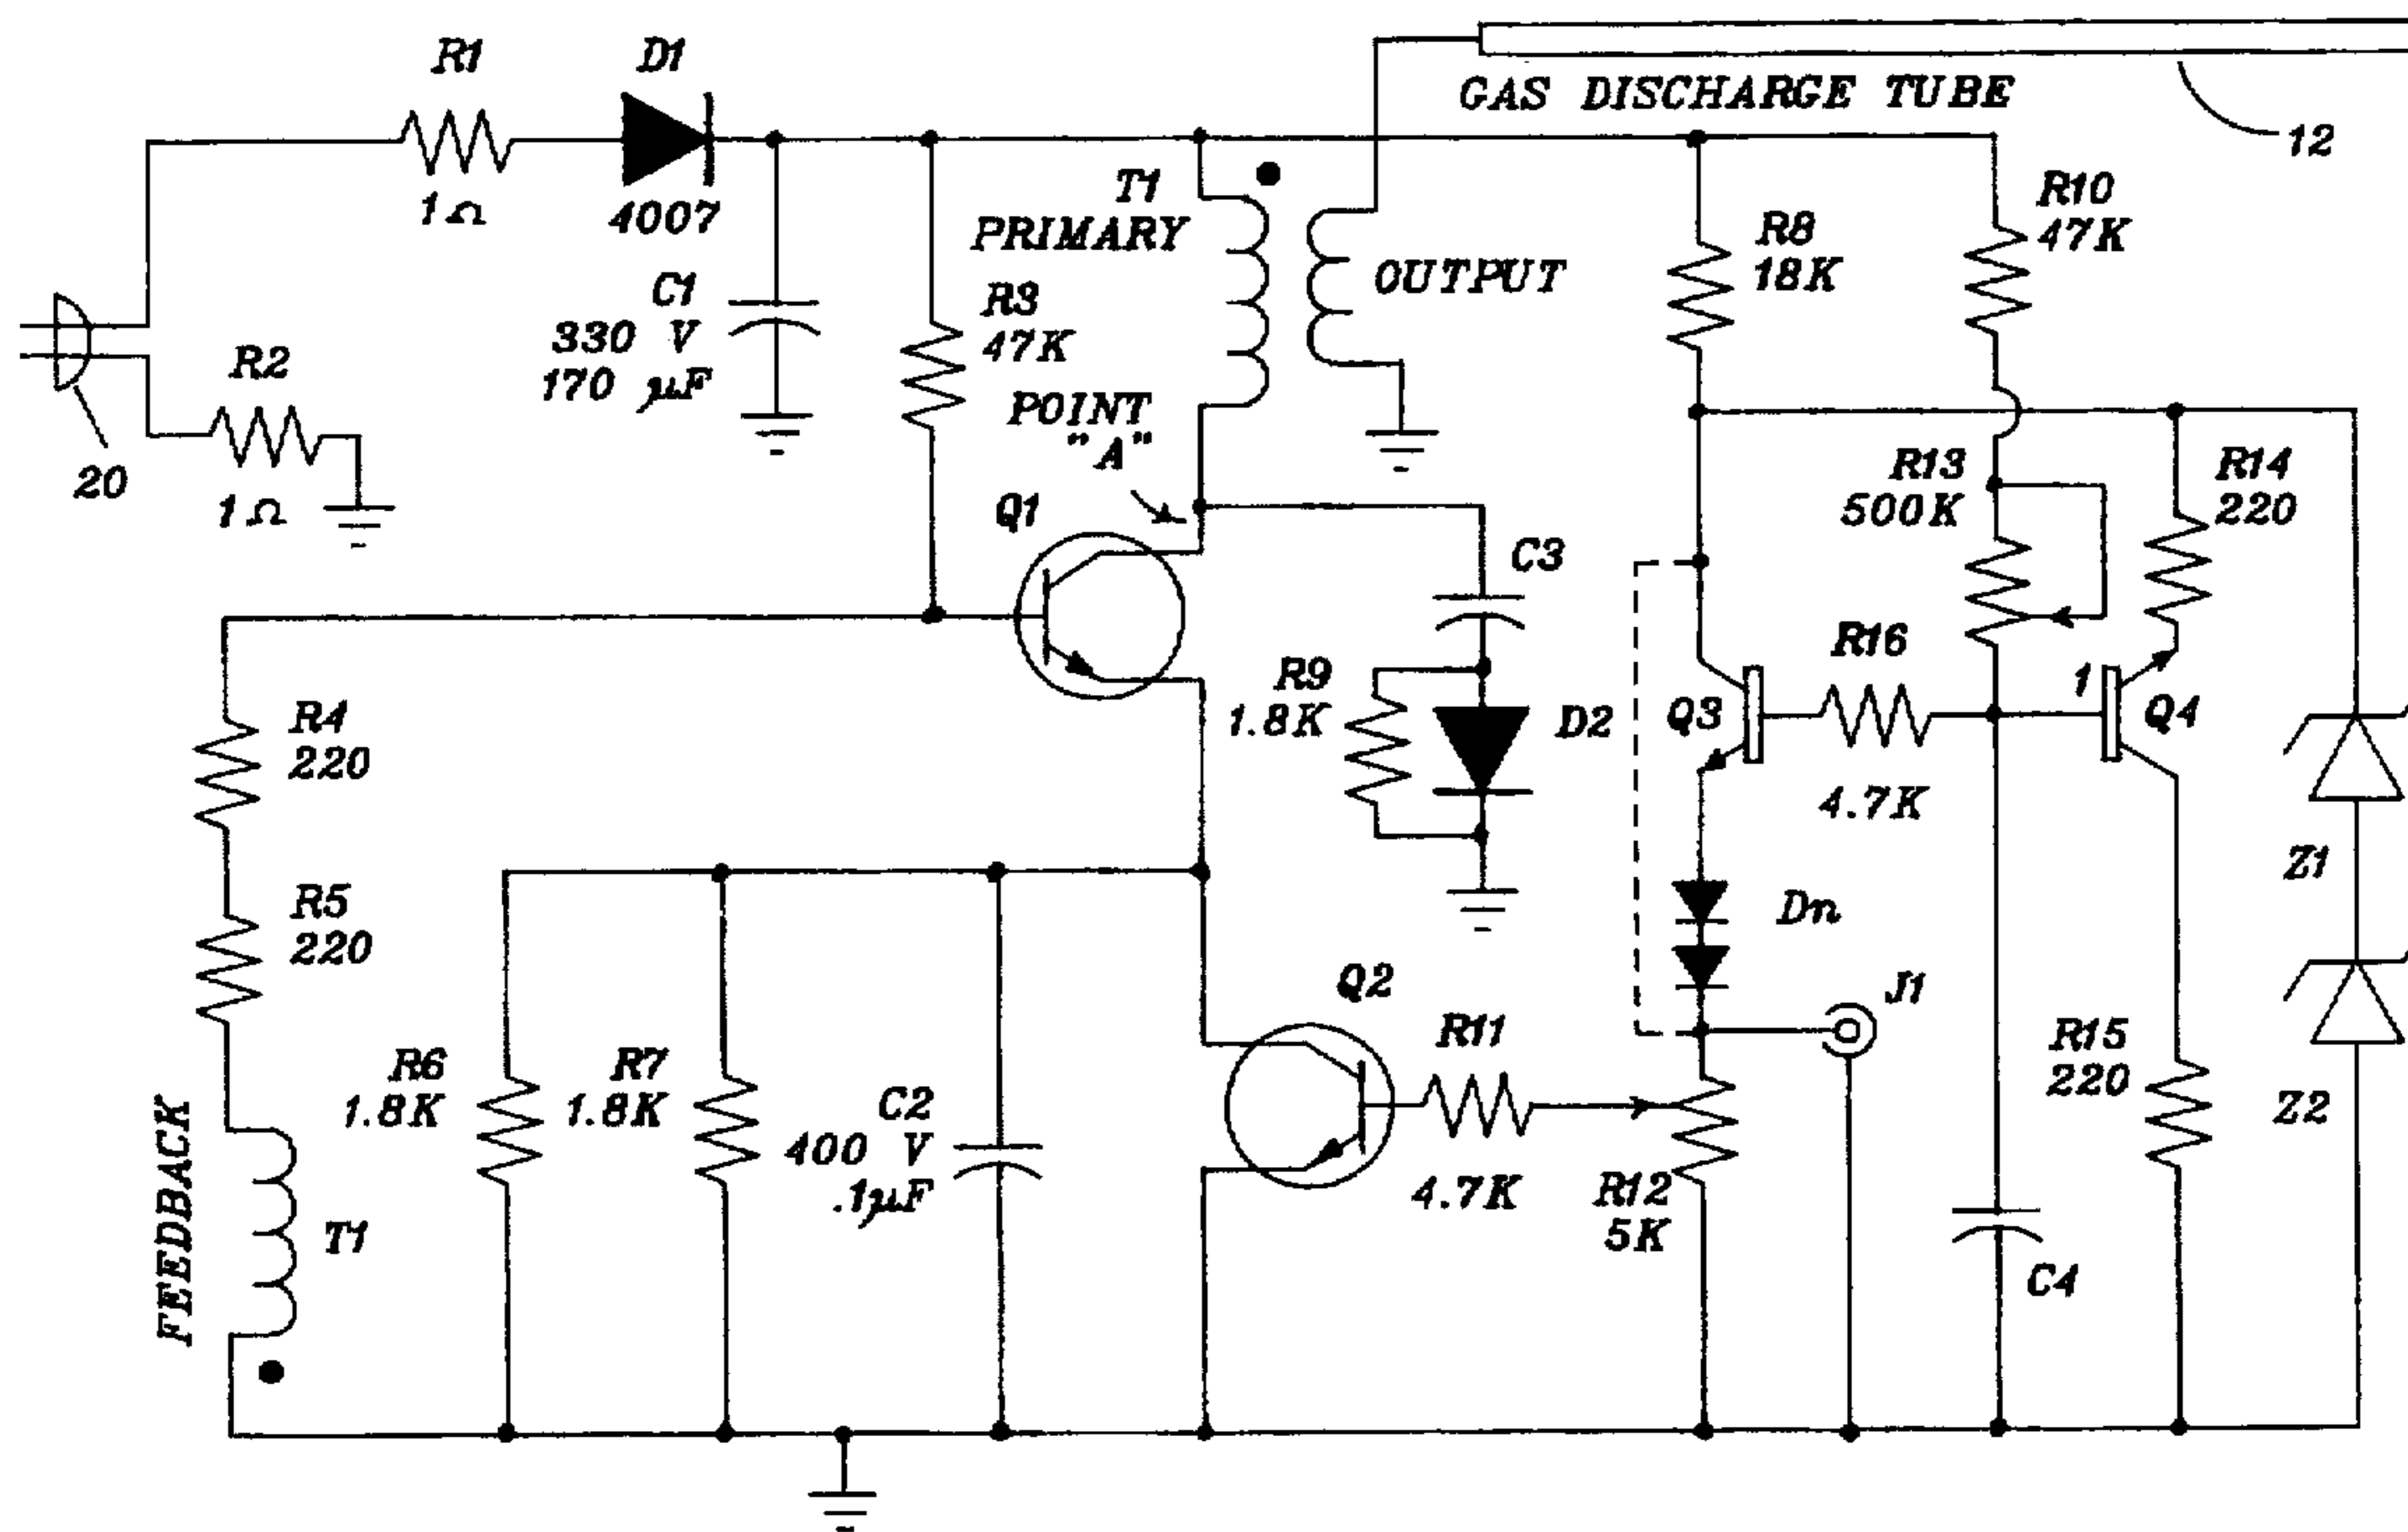 R1
1Ω
D1
4007
GAS DISCHARGE TUBE
12
T1
PRIMARY
OUTPUT
R8
18K
R10
47K
C1
330 V
170 µF
R3
47K
R2
1Ω
20
POINT
"A"
Q1
C3
R13
500K
R14
220
R9
1.8K
D2
Q3
R16
4.7K
1
Q4
R4
220
R5
220
Z1
Dn
Q2
R11
4.7K
J1
R6
1.8K
R7
1.8K
C2
400 V
.1µF
R12
5K
R15
220
Z2
FEEDBACK
T1
C4